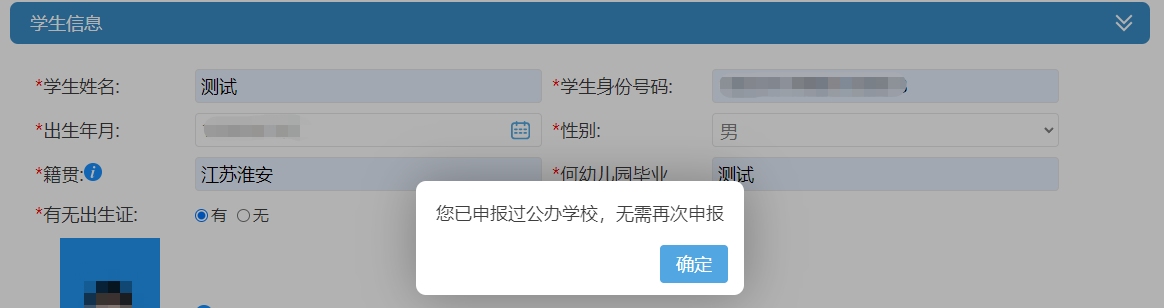 学生信息
*学生姓名: 测试 *学生身份号码:
*出生年月: *性别: 男
*籍贯: 江苏淮安 *何幼儿园毕业 测试
*有无出生证: 有 无
您已申报过公办学校，无需再次申报
确定